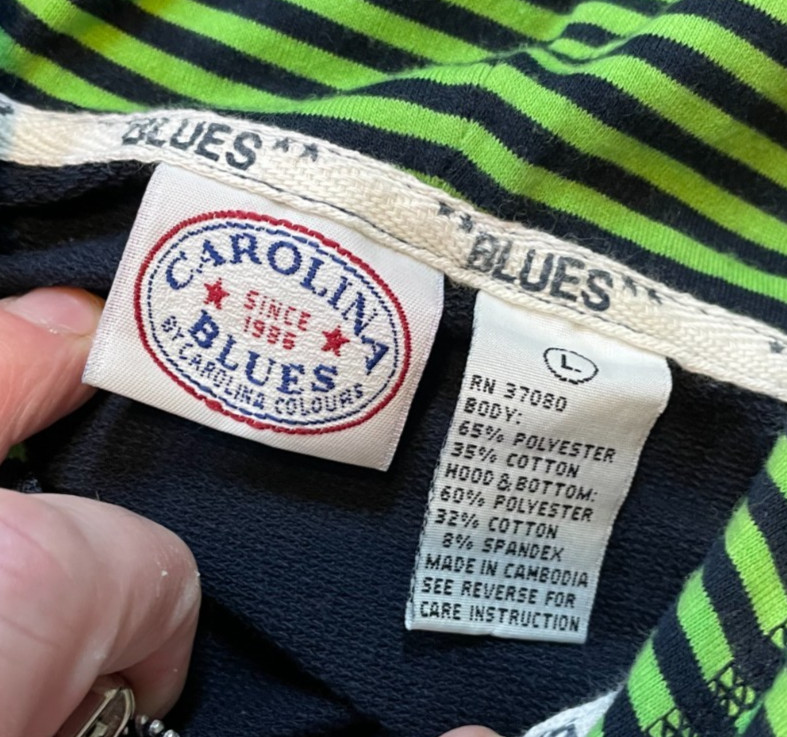 BLUES**
**BLUES**
CAROLINA
SINCE
1986
BLUES
BY CAROLINA COLOURS
L
RN 37080
BODY:
65% POLYESTER
35% COTTON
HOOD & BOTTOM:
60% POLYESTER
32% COTTON
8% SPANDEX
MADE IN CAMBODIA
SEE REVERSE FOR
CARE INSTRUCTION